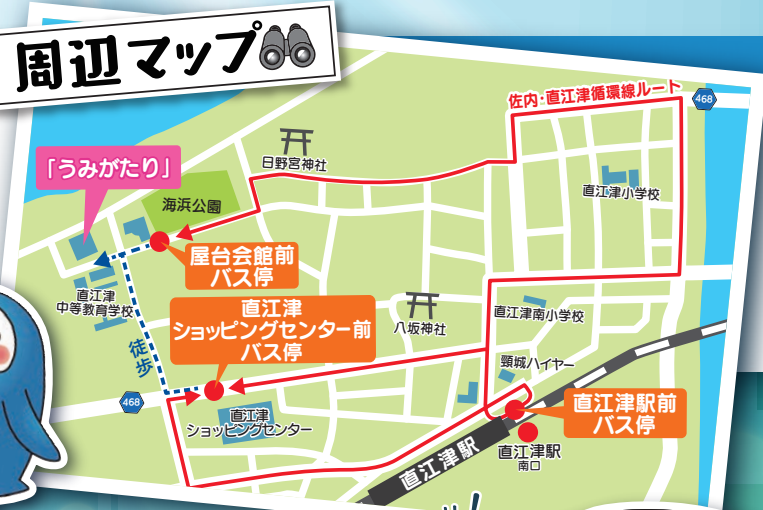 周辺マップ
佐内・直江津循環線ルート
468
日野宮神社
「うみがたり」
海浜公園
直江津小学校
屋台会館前
バス停
直江津
中等教育学校
直江津
ショッピングセンター前
バス停
八坂神社
直江津南小学校
徒歩
頸城ハイヤー
468
直江津
ショッピングセンター
直江津駅前
バス停
直江津駅
直江津駅
南口